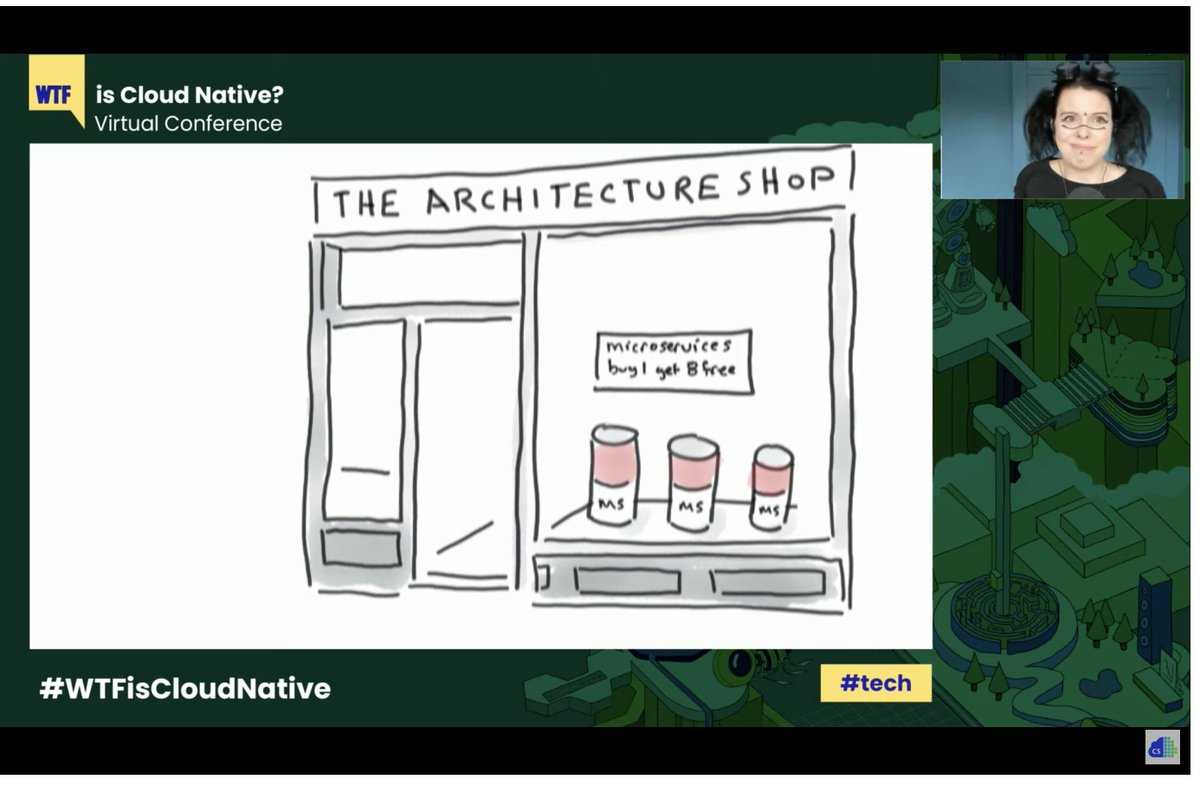 WTF
is Cloud Native?
Virtual Conference
THE ARCHITECTURE SHOP
microservices
buy 1 get 8 free
MS
MS
MS
#WTFisCloudNative
#tech
CS